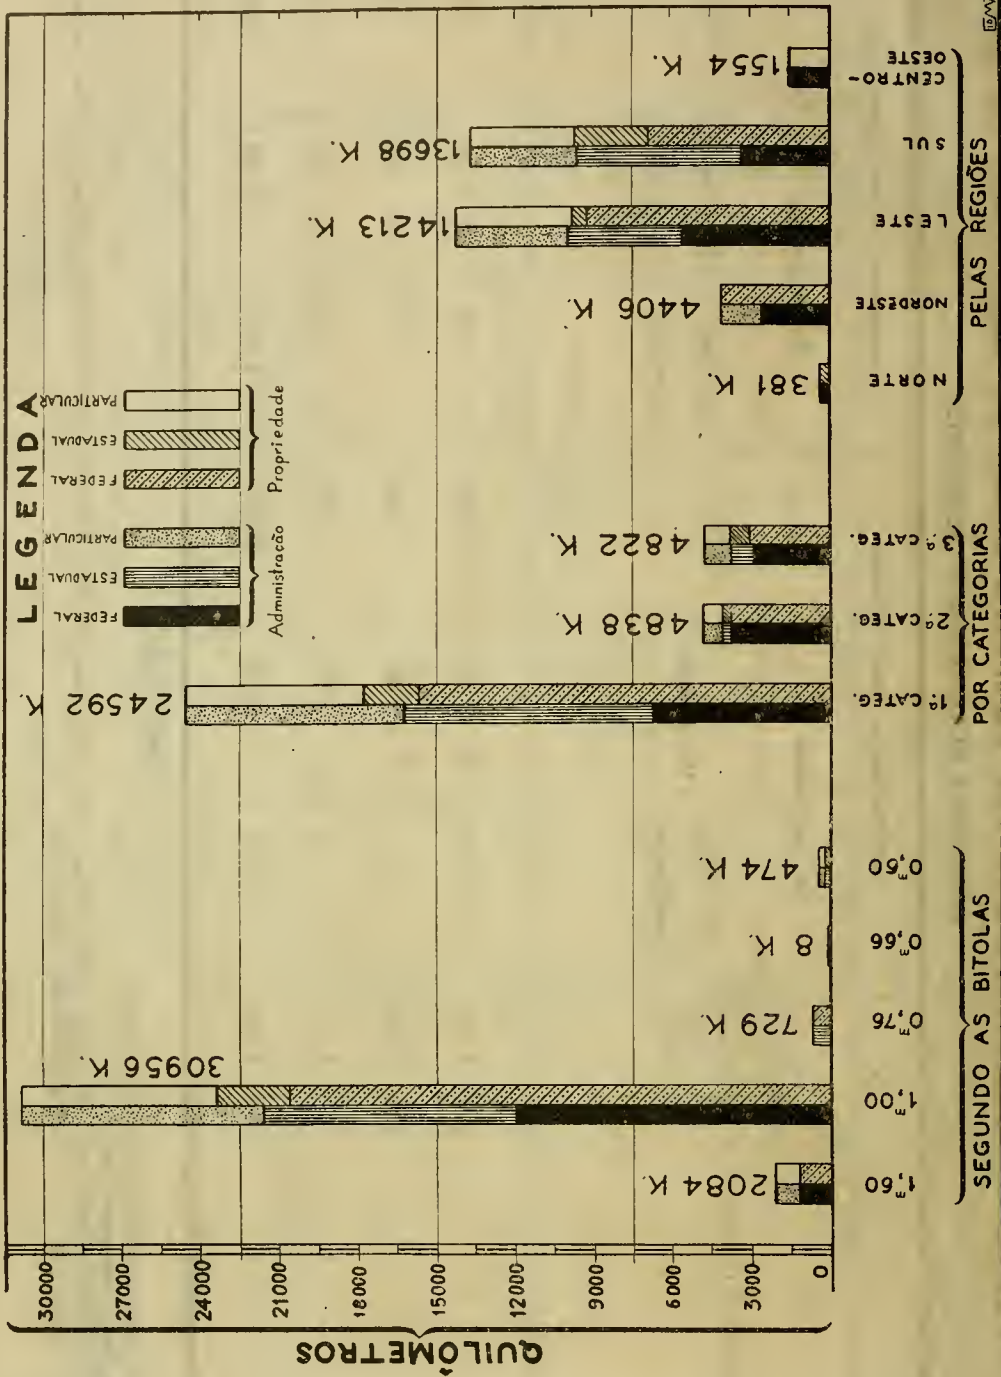 QUILÔMETROS
30000
27000
24000
21000
18000
15000
12000
9000
6000
3000
0
LEGENDA
FEDERAL
ESTADUAL
PARTICULAR
Administração
FEDERAL
ESTADUAL
PARTICULAR
Propriedade
2084 K.
30956 K.
729 K.
8 K.
474 K
24592 K
4838 K
4822 K.
381 K.
4406 K.
14213 K.
13698 K.
1554 K.
1,ᵐ60
1,ᵐ00
0,ᵐ76
0,ᵐ66
0,ᵐ60
SEGUNDO AS BITOLAS
1ª. CATEG.
2ª. CATEG.
3ª. CATEG.
POR CATEGORIAS
NORTE
NORDESTE
LESTE
SUL
CENTRO-
OESTE
PELAS REGIÕES